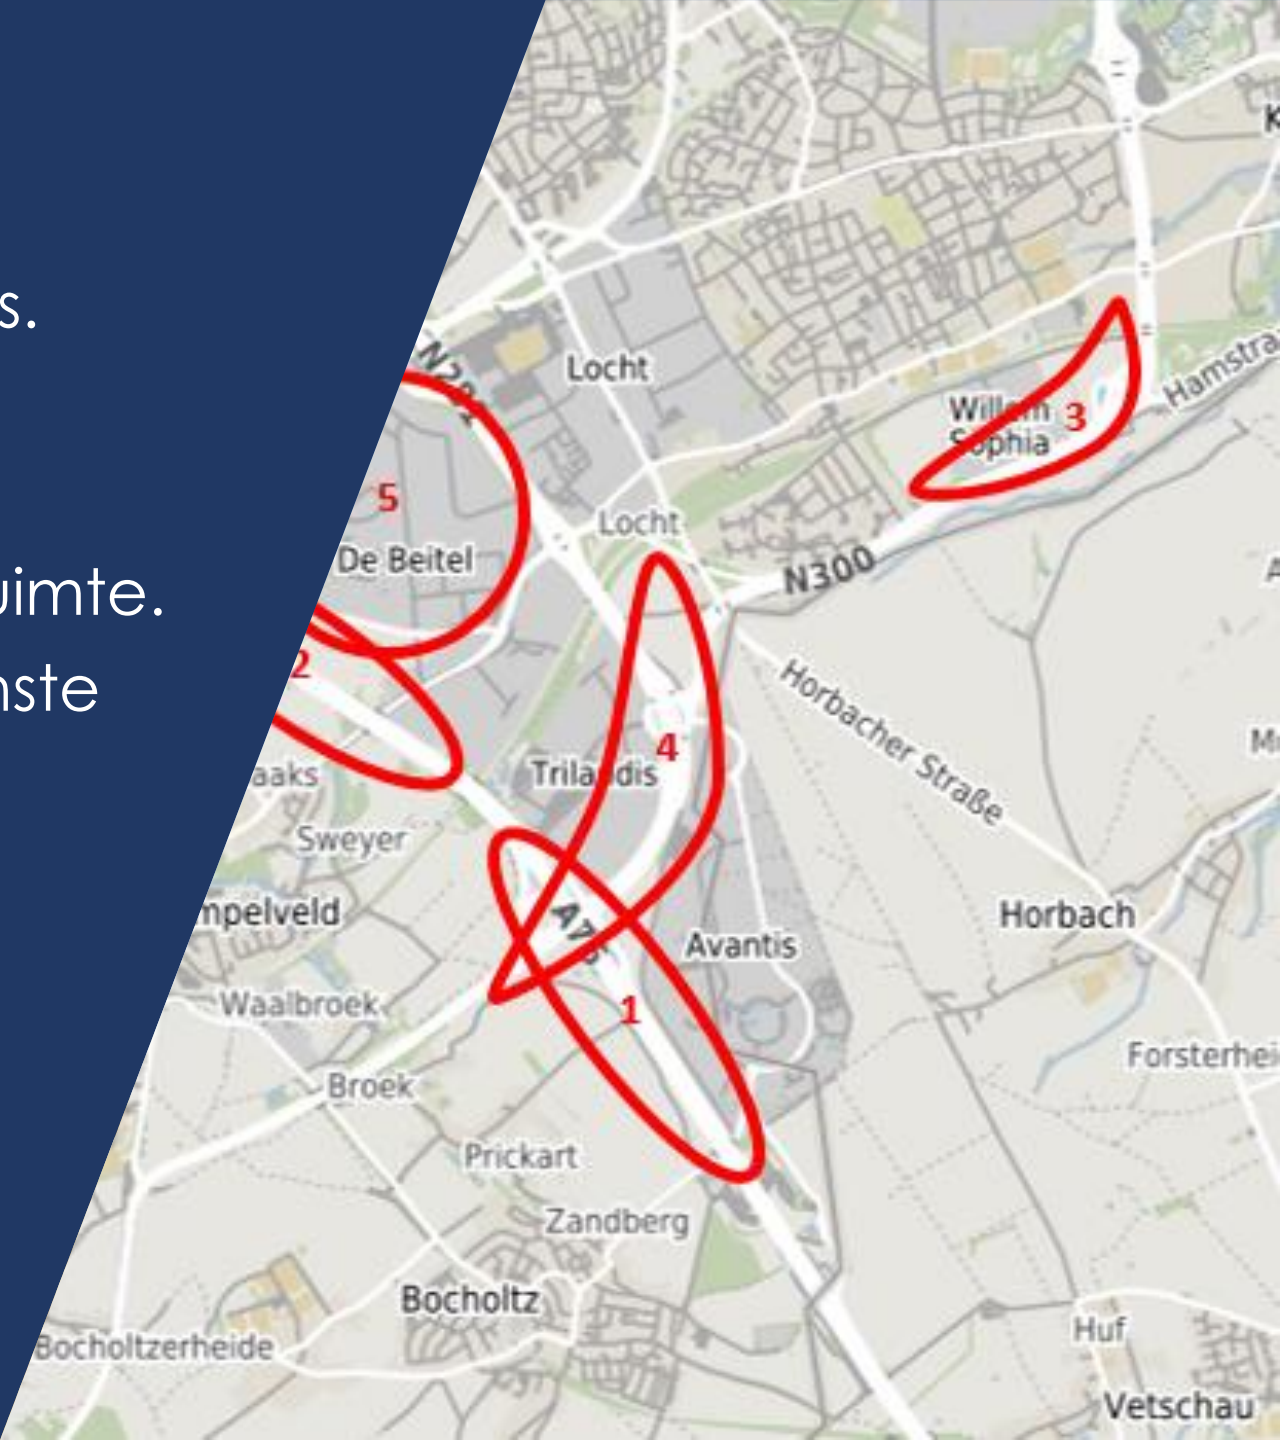 s.
uimte.
nste
K
N281
Locht
Hamstra
Willem
Sophia
3
5
Locht
De Beitel
N300
2
Horbacher Straße
4
Trilandis
aaks
Sweyer
mpelveld
A76
Horbach
Avantis
Waalbroek
1
Forsterhei
Broek
Prickart
Zandberg
Bocholtz
Huf
Bocholtzerheide
Vetschau